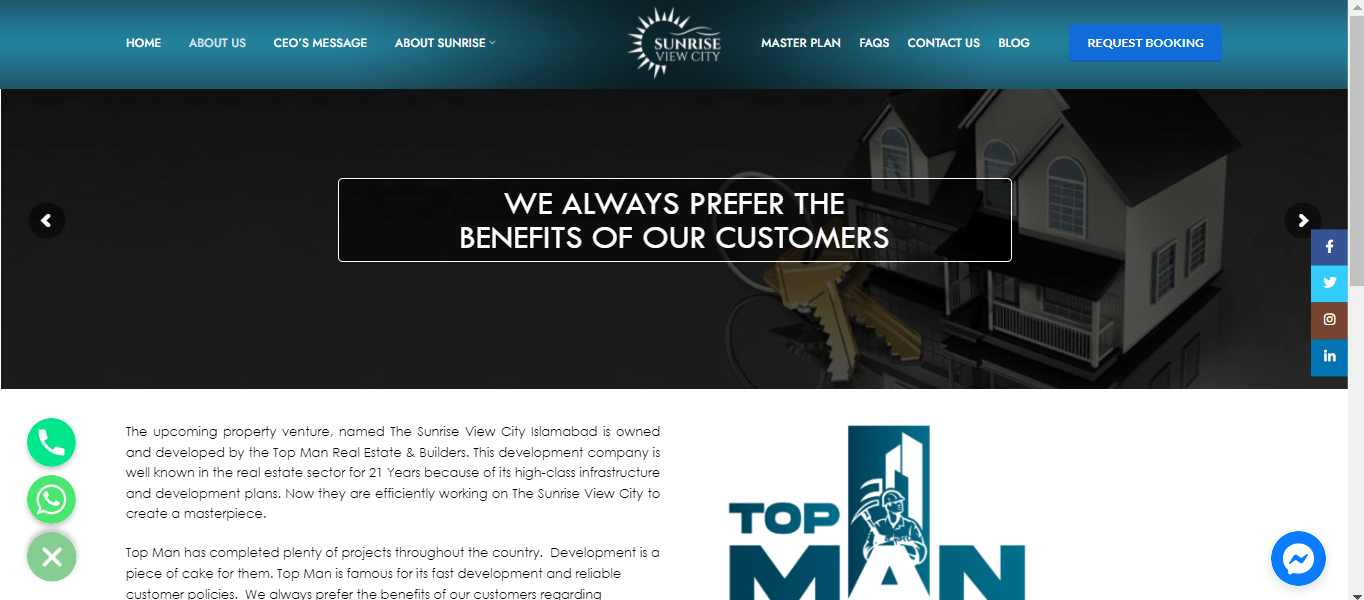 HOME
ABOUT US
CEO'S MESSAGE
ABOUT SUNRISE
SUNRISE
VIEW CITY
MASTER PLAN
FAQS
CONTACT US
BLOG
REQUEST BOOKING
WE ALWAYS PREFER THE
BENEFITS OF OUR CUSTOMERS
The upcoming property venture, named The Sunrise View City Islamabad is owned
and developed by the Top Man Real Estate & Builders. This development company is
well known in the real estate sector for 21 Years because of its high-class infrastructure
and development plans. Now they are efficiently working on The Sunrise View City to
create a masterpiece.
Top Man has completed plenty of projects throughout the country.  Development is a
piece of cake for them. Top Man is famous for its fast development and reliable
customer policies.  We always prefer the benefits of our customers regarding
TOP
MAN